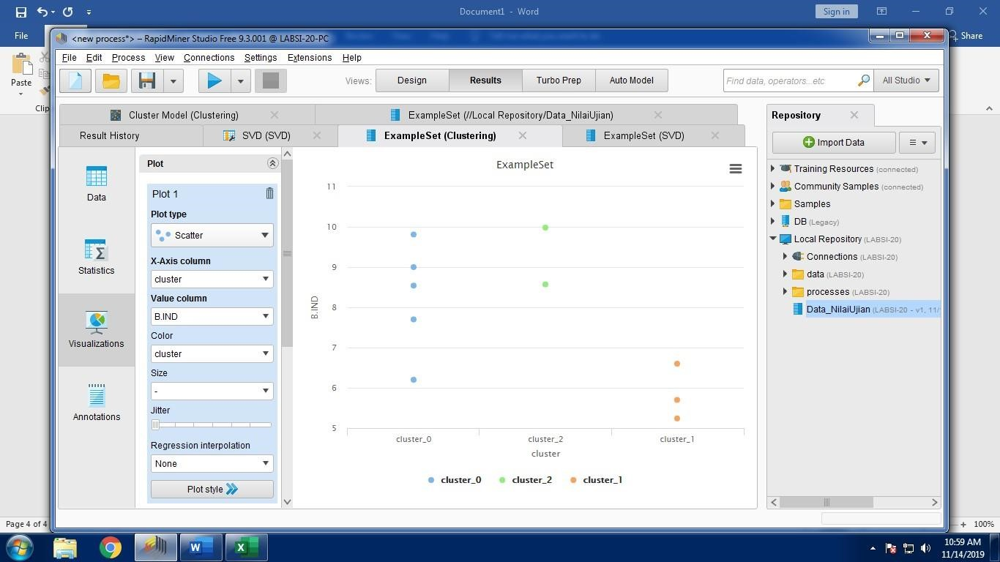 Document1 - Word
Sign in
File
Share
<new process*> – RapidMiner Studio Free 9.3.001 @ LABSI-20-PC
File Edit Process View Connections Settings Extensions Help
Paste
Clip
Views: Design Results Turbo Prep Auto Model
Find data, operators...etc
All Studio
Cluster Model (Clustering)
ExampleSet (//Local Repository/Data_NilaiUjian)
Result History
SVD (SVD)
ExampleSet (Clustering)
ExampleSet (SVD)
Data
Statistics
Visualizations
Annotations
Plot
Plot 1
Plot type
Scatter
X-Axis column
cluster
Value column
B.IND
Color
cluster
Size
-
Jitter
Regression interpolation
None
Plot style
ExampleSet
11
10
9
8
7
6
5
B.IND
cluster_0 cluster_2 cluster_1
cluster
cluster_0 cluster_2 cluster_1
Repository
Import Data
Training Resources (connected)
Community Samples (connected)
Samples
DB (Legacy)
Local Repository (LABSI-20)
Connections (LABSI-20)
data (LABSI-20)
processes (LABSI-20)
Data_NilaiUjian (LABSI-20 - v1, 11/
Page 4 of 4
100%
10:59 AM
11/14/2019